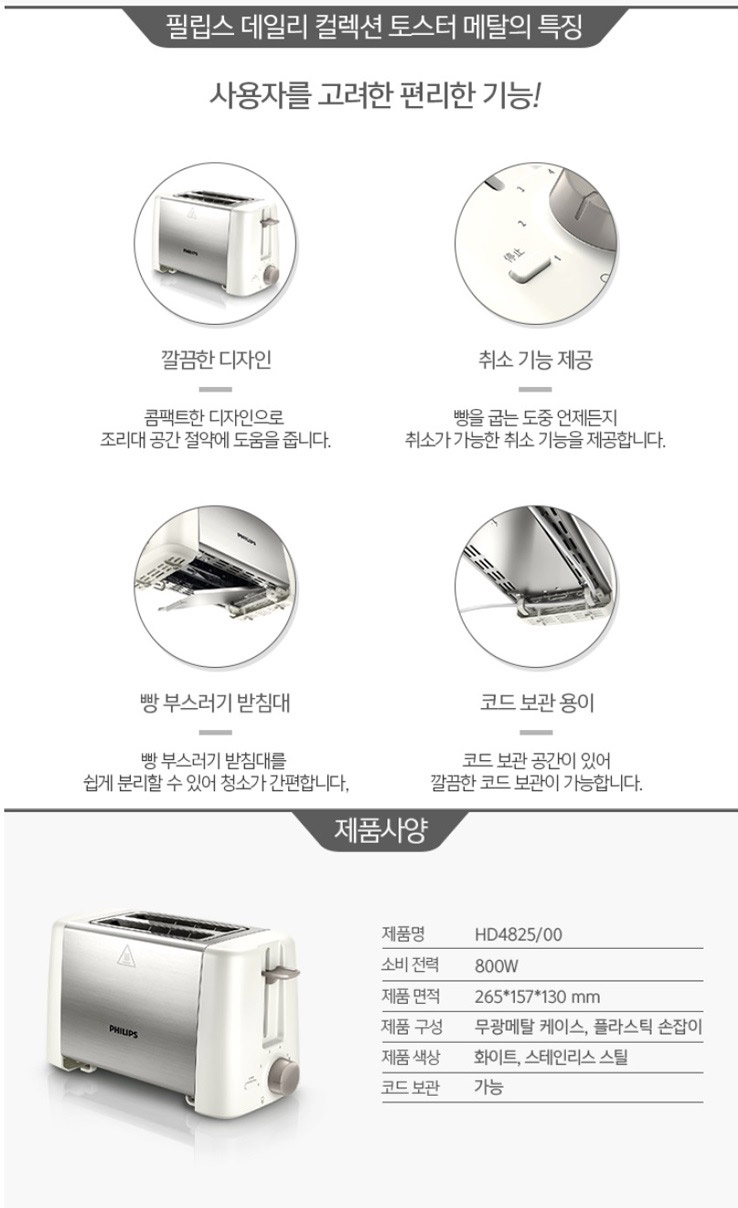 필립스 데일리 컬렉션 토스터 메탈의 특징
사용자를 고려한 편리한 기능!
PHILIPS
停止
1
2
3
4
깔끔한 디자인
취소 기능 제공
콤팩트한 디자인으로
조리대 공간 절약에 도움을 줍니다.
빵을 굽는 도중 언제든지
취소가 가능한 취소 기능을 제공합니다.
PHILIPS
빵 부스러기 받침대
코드 보관 용이
빵 부스러기 받침대를
쉽게 분리할 수 있어 청소가 간편합니다,
코드 보관 공간이 있어
깔끔한 코드 보관이 가능합니다.
제품사양
PHILIPS
제품명 HD4825/00
소비 전력 800W
제품 면적 265*157*130 mm
제품 구성 무광메탈 케이스, 플라스틱 손잡이
제품 색상 화이트, 스테인리스 스틸
코드 보관 가능